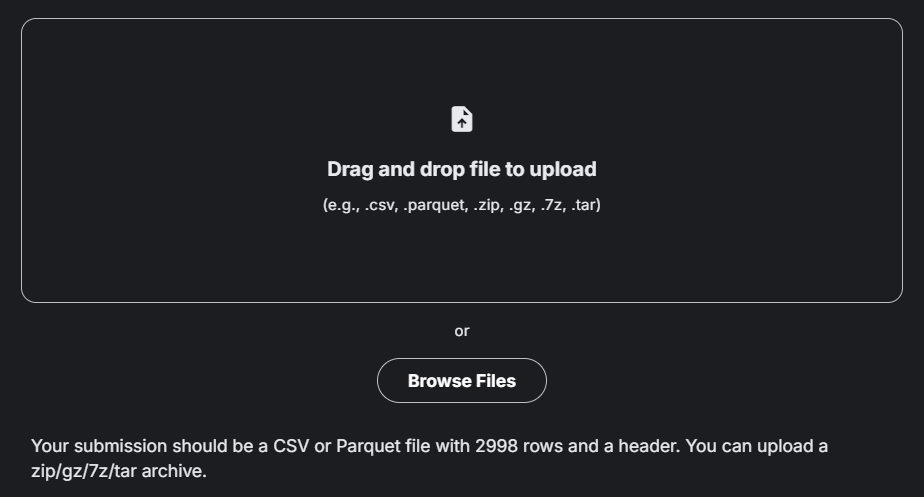 Drag and drop file to upload
(e.g., .csv, .parquet, .zip, .gz, .7z, .tar)
or
Browse Files
Your submission should be a CSV or Parquet file with 2998 rows and a header. You can upload a
zip/gz/7z/tar archive.